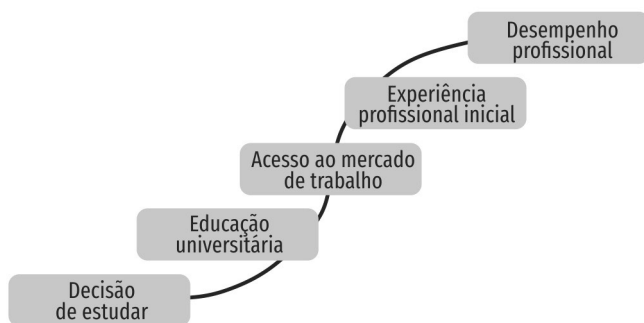 Desempenho
profissional
Experiência
profissional inicial
Acesso ao mercado
de trabalho
Educação
universitária
Decisão
de estudar